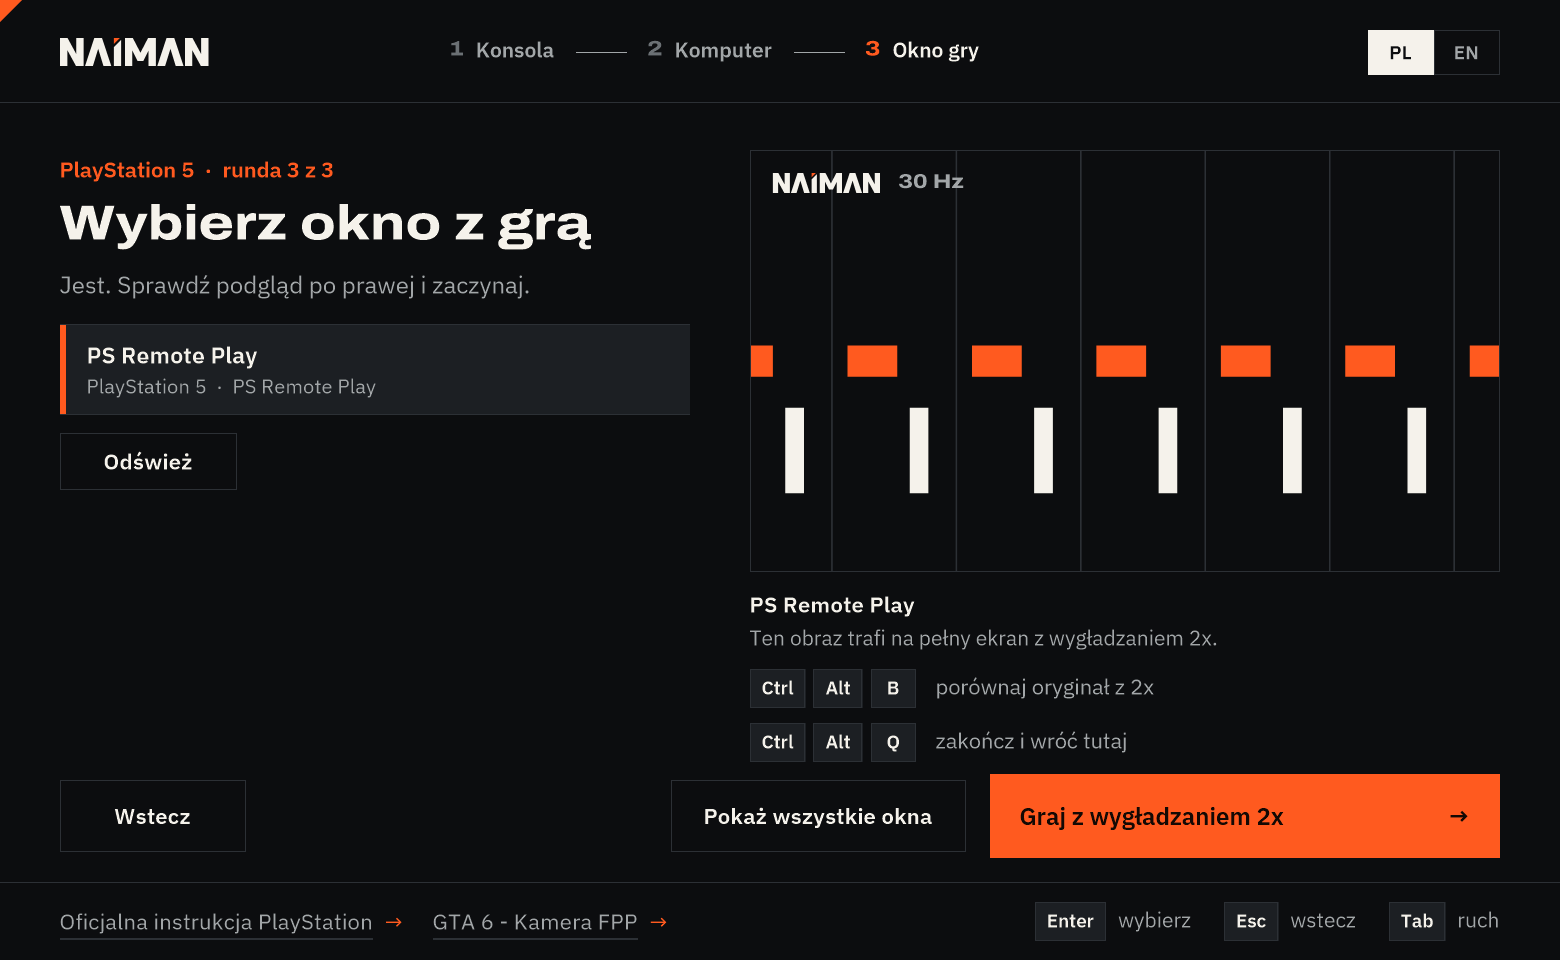 NAIMAN
1 Konsola
2 Komputer
3 Okno gry
PL
EN
PlayStation 5 · runda 3 z 3
Wybierz okno z grą
Jest. Sprawdź podgląd po prawej i zaczynaj.
PS Remote Play
PlayStation 5 · PS Remote Play
Odśwież
NAIMAN 30 Hz
PS Remote Play
Ten obraz trafi na pełny ekran z wygładzaniem 2x.
Ctrl Alt B porównaj oryginał z 2x
Ctrl Alt Q zakończ i wróć tutaj
Wstecz
Pokaż wszystkie okna
Graj z wygładzaniem 2x →
Oficjalna instrukcja PlayStation →
GTA 6 - Kamera FPP →
Enter wybierz
Esc wstecz
Tab ruch